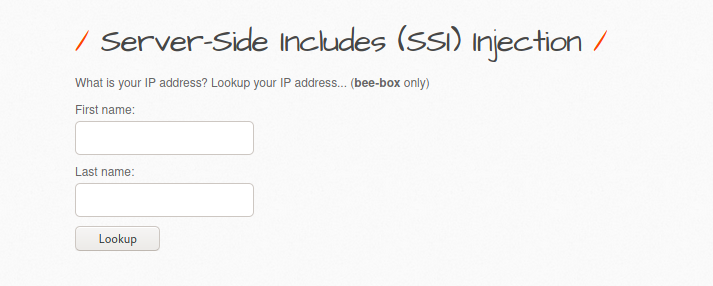 / Server-Side Includes (SSI) Injection /
What is your IP address? Lookup your IP address... (bee-box only)
First name:
Last name:
Lookup